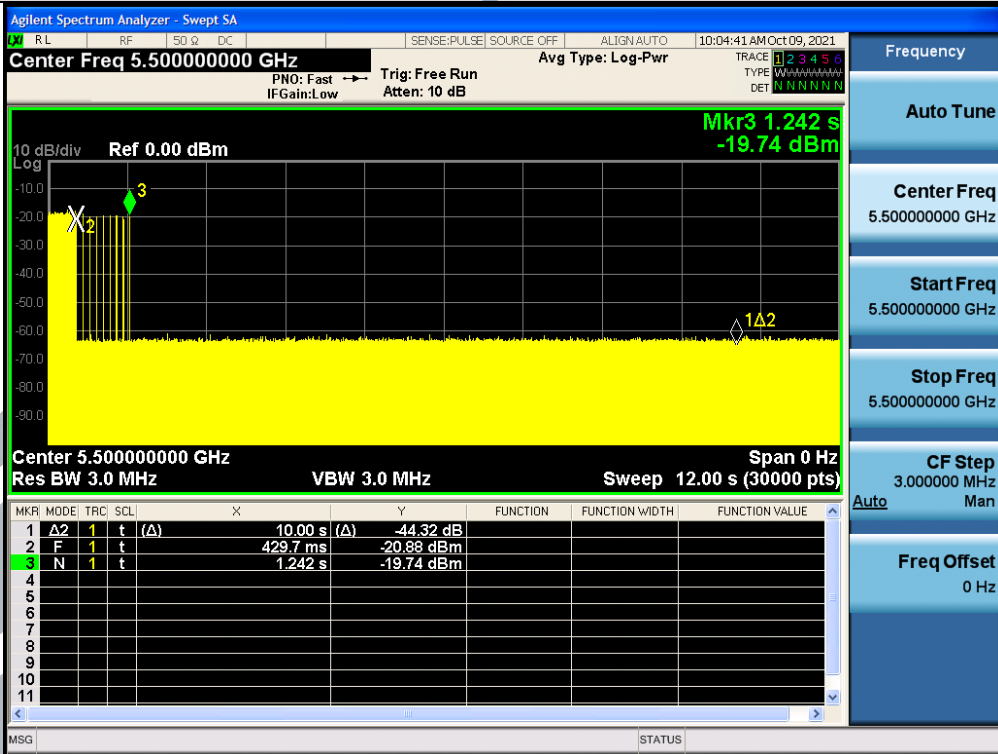 Agilent Spectrum Analyzer - Swept SA
LXI RL RF 50 Ω DC SENSE:PULSE SOURCE OFF ALIGN AUTO 10:04:41 AM Oct 09, 2021
Center Freq 5.500000000 GHz
PNO: Fast
IFGain:Low
Trig: Free Run
Atten: 10 dB
Avg Type: Log-Pwr
TRACE 1 2 3 4 5 6
TYPE
DET N N N N N N
Mkr3 1.242 s
-19.74 dBm
10 dB/div Ref 0.00 dBm
Log
-10.0
-20.0
-30.0
-40.0
-50.0
-60.0
-70.0
-80.0
-90.0
3
2
1Δ2
Center 5.500000000 GHz Span 0 Hz
Res BW 3.0 MHz VBW 3.0 MHz Sweep 12.00 s (30000 pts)
MKR MODE TRC SCL X Y FUNCTION FUNCTION WIDTH FUNCTION VALUE
1 Δ2 1 t (Δ) 10.00 s (Δ) -44.32 dB
2 F 1 t 429.7 ms -20.88 dBm
3 N 1 t 1.242 s -19.74 dBm
4
5
6
7
8
9
10
11
MSG STATUS
Frequency
Auto Tune
Center Freq
5.500000000 GHz
Start Freq
5.500000000 GHz
Stop Freq
5.500000000 GHz
CF Step
3.000000 MHz
Auto Man
Freq Offset
0 Hz